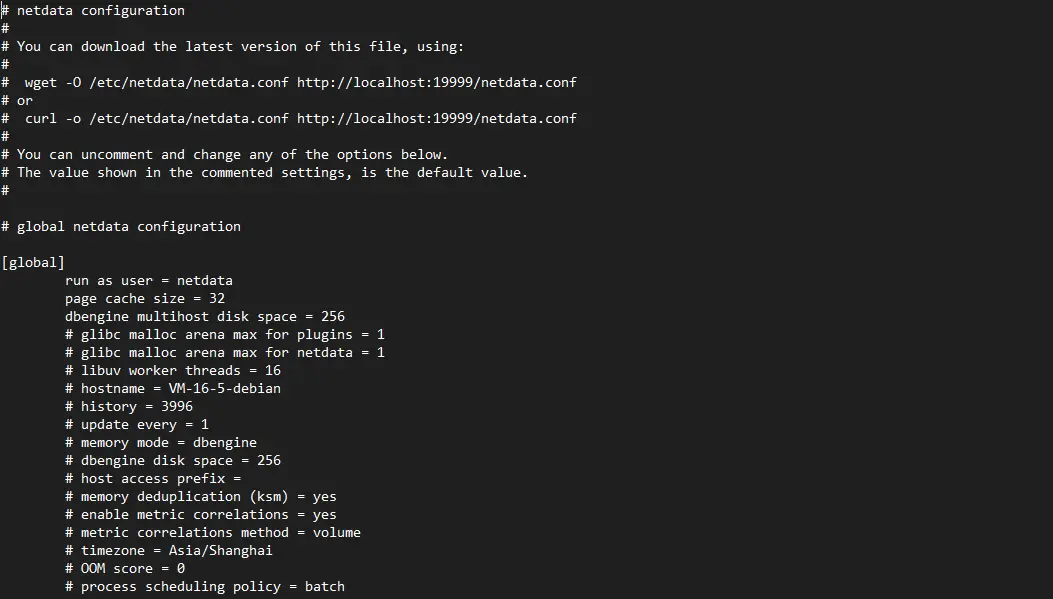 # netdata configuration
#
# You can download the latest version of this file, using:
#
#  wget -O /etc/netdata/netdata.conf http://localhost:19999/netdata.conf
# or
#  curl -o /etc/netdata/netdata.conf http://localhost:19999/netdata.conf
#
# You can uncomment and change any of the options below.
# The value shown in the commented settings, is the default value.
#
# global netdata configuration
[global]
run as user = netdata
page cache size = 32
dbengine multihost disk space = 256
# glibc malloc arena max for plugins = 1
# glibc malloc arena max for netdata = 1
# libuv worker threads = 16
# hostname = VM-16-5-debian
# history = 3996
# update every = 1
# memory mode = dbengine
# dbengine disk space = 256
# host access prefix =
# memory deduplication (ksm) = yes
# enable metric correlations = yes
# metric correlations method = volume
# timezone = Asia/Shanghai
# OOM score = 0
# process scheduling policy = batch